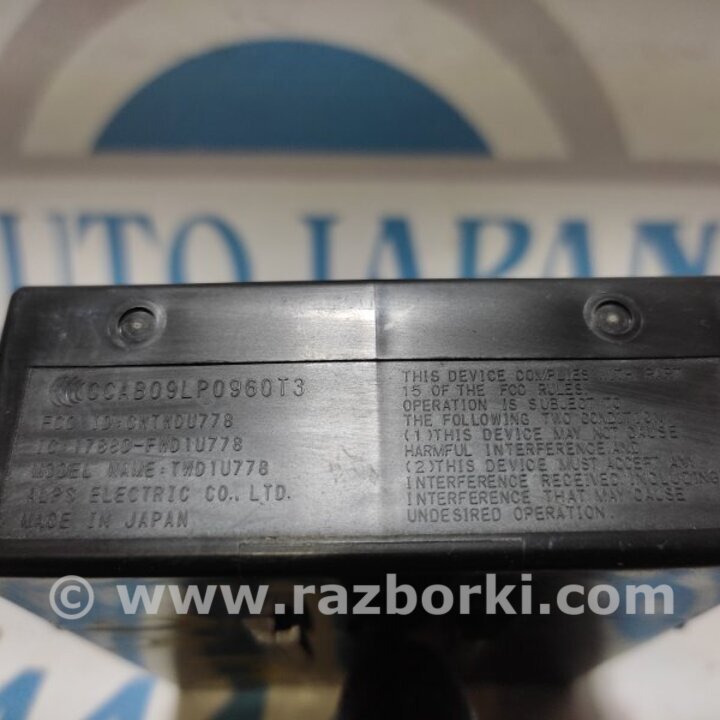 AUTO JAPAN
CCAB09LP0960T3
FCC ID:CWTWDU778
IC:1788D-FWD1U778
MODEL NAME:TWD1U778
ALPS ELECTRIC CO., LTD.
MADE IN JAPAN
THIS DEVICE COMPLIES WITH PART
15 OF THE FCC RULES.
OPERATION IS SUBJECT TO
THE FOLLOWING TWO CONDITIONS:
(1)THIS DEVICE MAY NOT CAUSE
HARMFUL INTERFERENCE AND
(2)THIS DEVICE MUST ACCEPT ANY
INTERFERENCE RECEIVED INCLUDING
INTERFERENCE THAT MAY CAUSE
UNDESIRED OPERATION.
© www.razborki.com